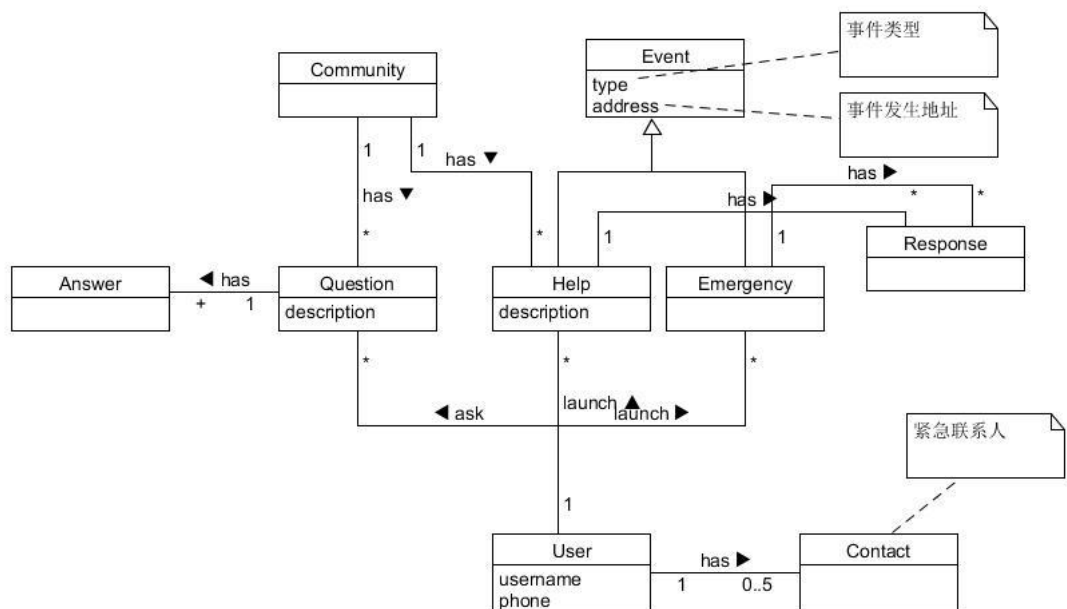 事件类型
Event
Community
type
address
事件发生地址
1
1
has ▼
has ▶
has ▼
has ▶
*
*
*
*
1
1
Response
Answer
◀ has
Question
Help
Emergency
+
1
description
description
*
*
*
◀ ask
launch ▲
launch ▶
紧急联系人
1
User
has ▶
Contact
username
1
0..5
phone